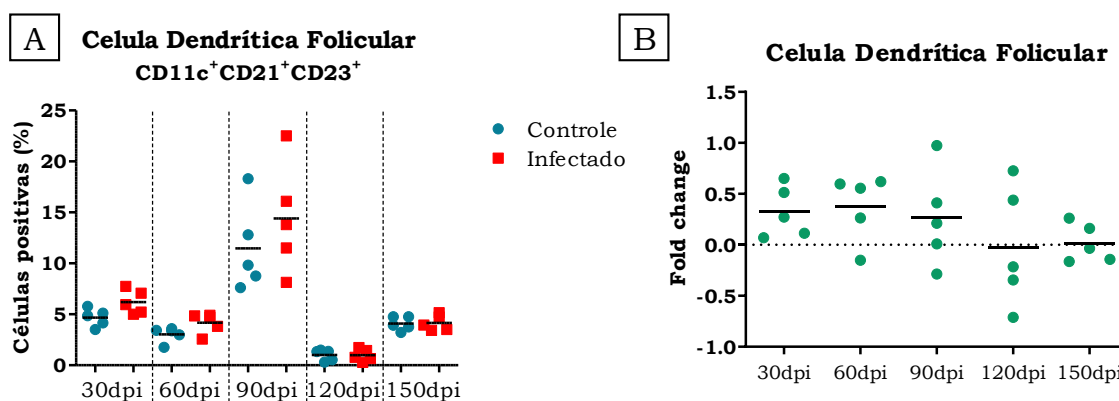 A
Celula Dendrítica Folicular
CD11c⁺CD21⁺CD23⁺
Células positivas (%)
25
20
15
10
5
0
30dpi 60dpi 90dpi 120dpi 150dpi
Controle
Infectado
B
Celula Dendrítica Folicular
Fold change
1.5
1.0
0.5
0.0
-0.5
-1.0
30dpi 60dpi 90dpi 120dpi 150dpi